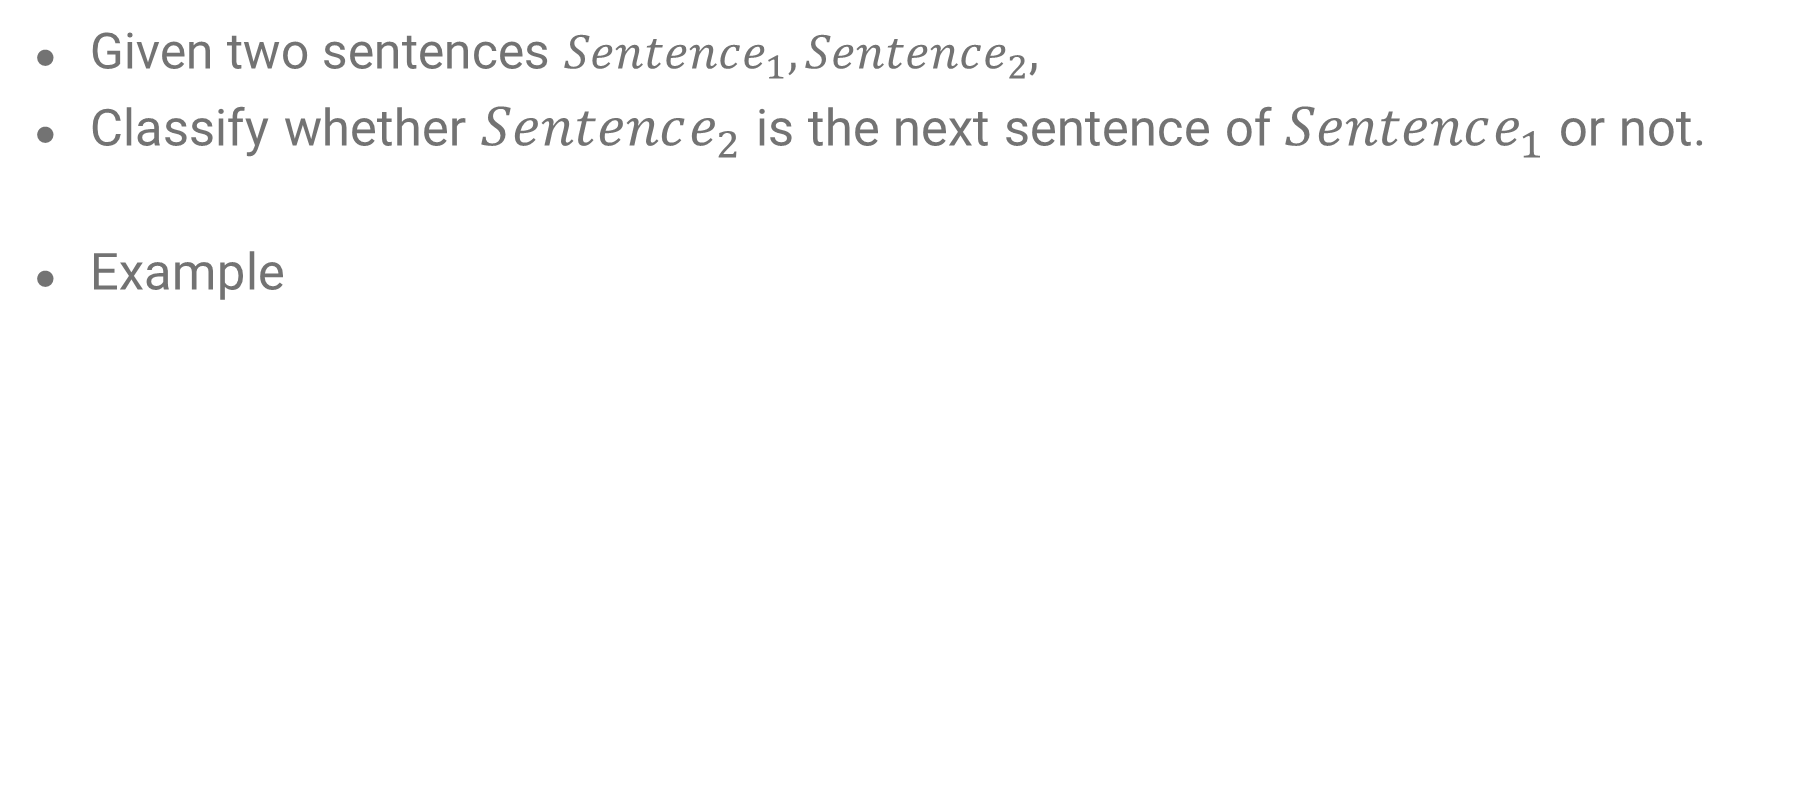 • Given two sentences Sentence₁, Sentence₂,
• Classify whether Sentence₂ is the next sentence of Sentence₁ or not.
• Example